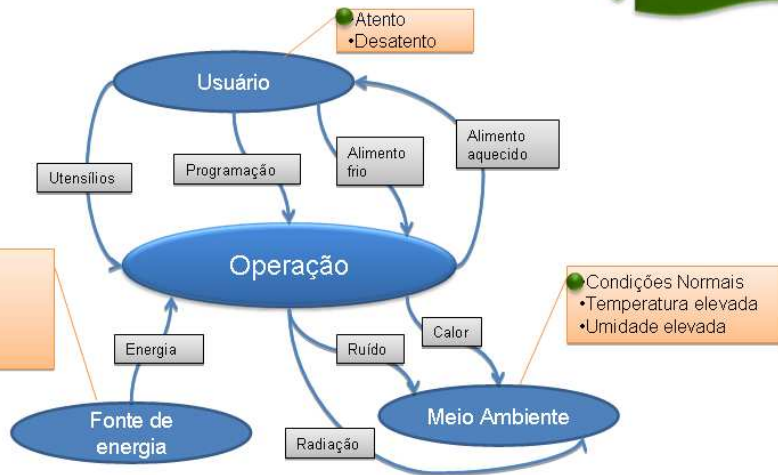 •Atento
•Desatento
Usuário
Utensílios
Programação
Alimento
frio
Alimento
aquecido
Operação
•Condições Normais
•Temperatura elevada
•Umidade elevada
Energia
Ruído
Calor
Fonte de
energia
Meio Ambiente
Radiação